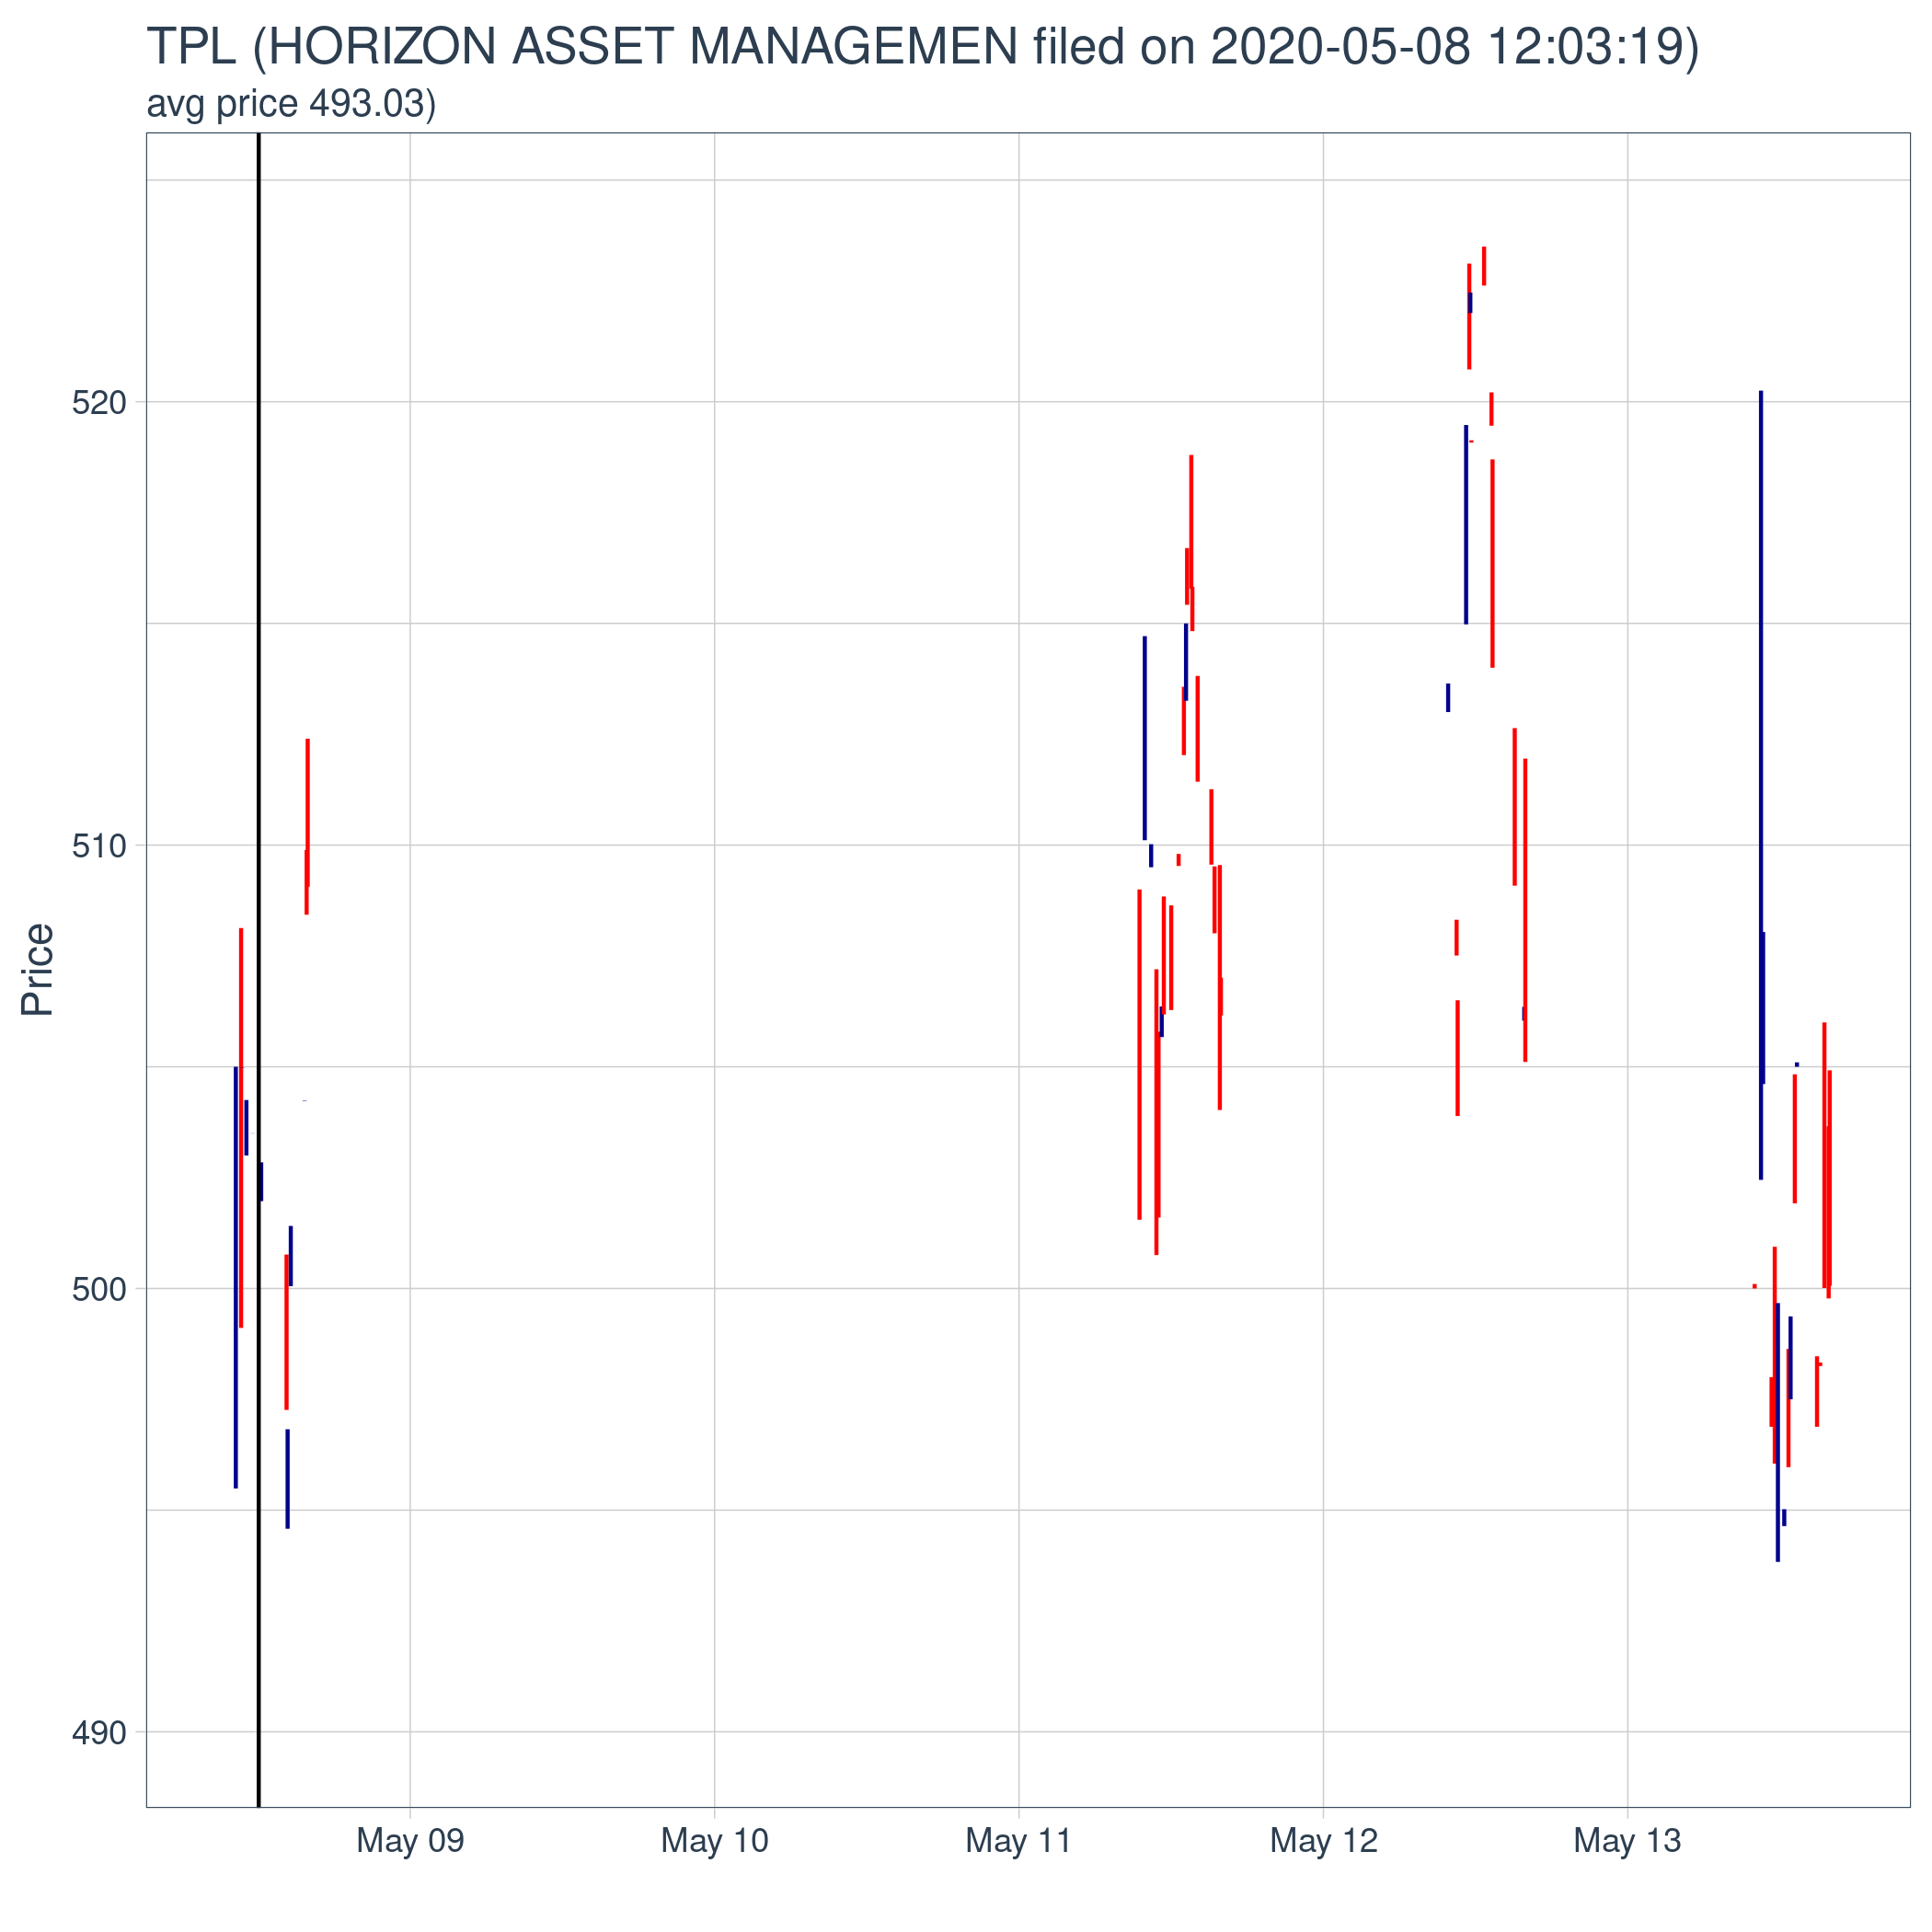 TPL (HORIZON ASSET MANAGEMEN filed on 2020-05-08 12:03:19)
avg price 493.03)
520
510
500
490
Price
May 09
May 10
May 11
May 12
May 13